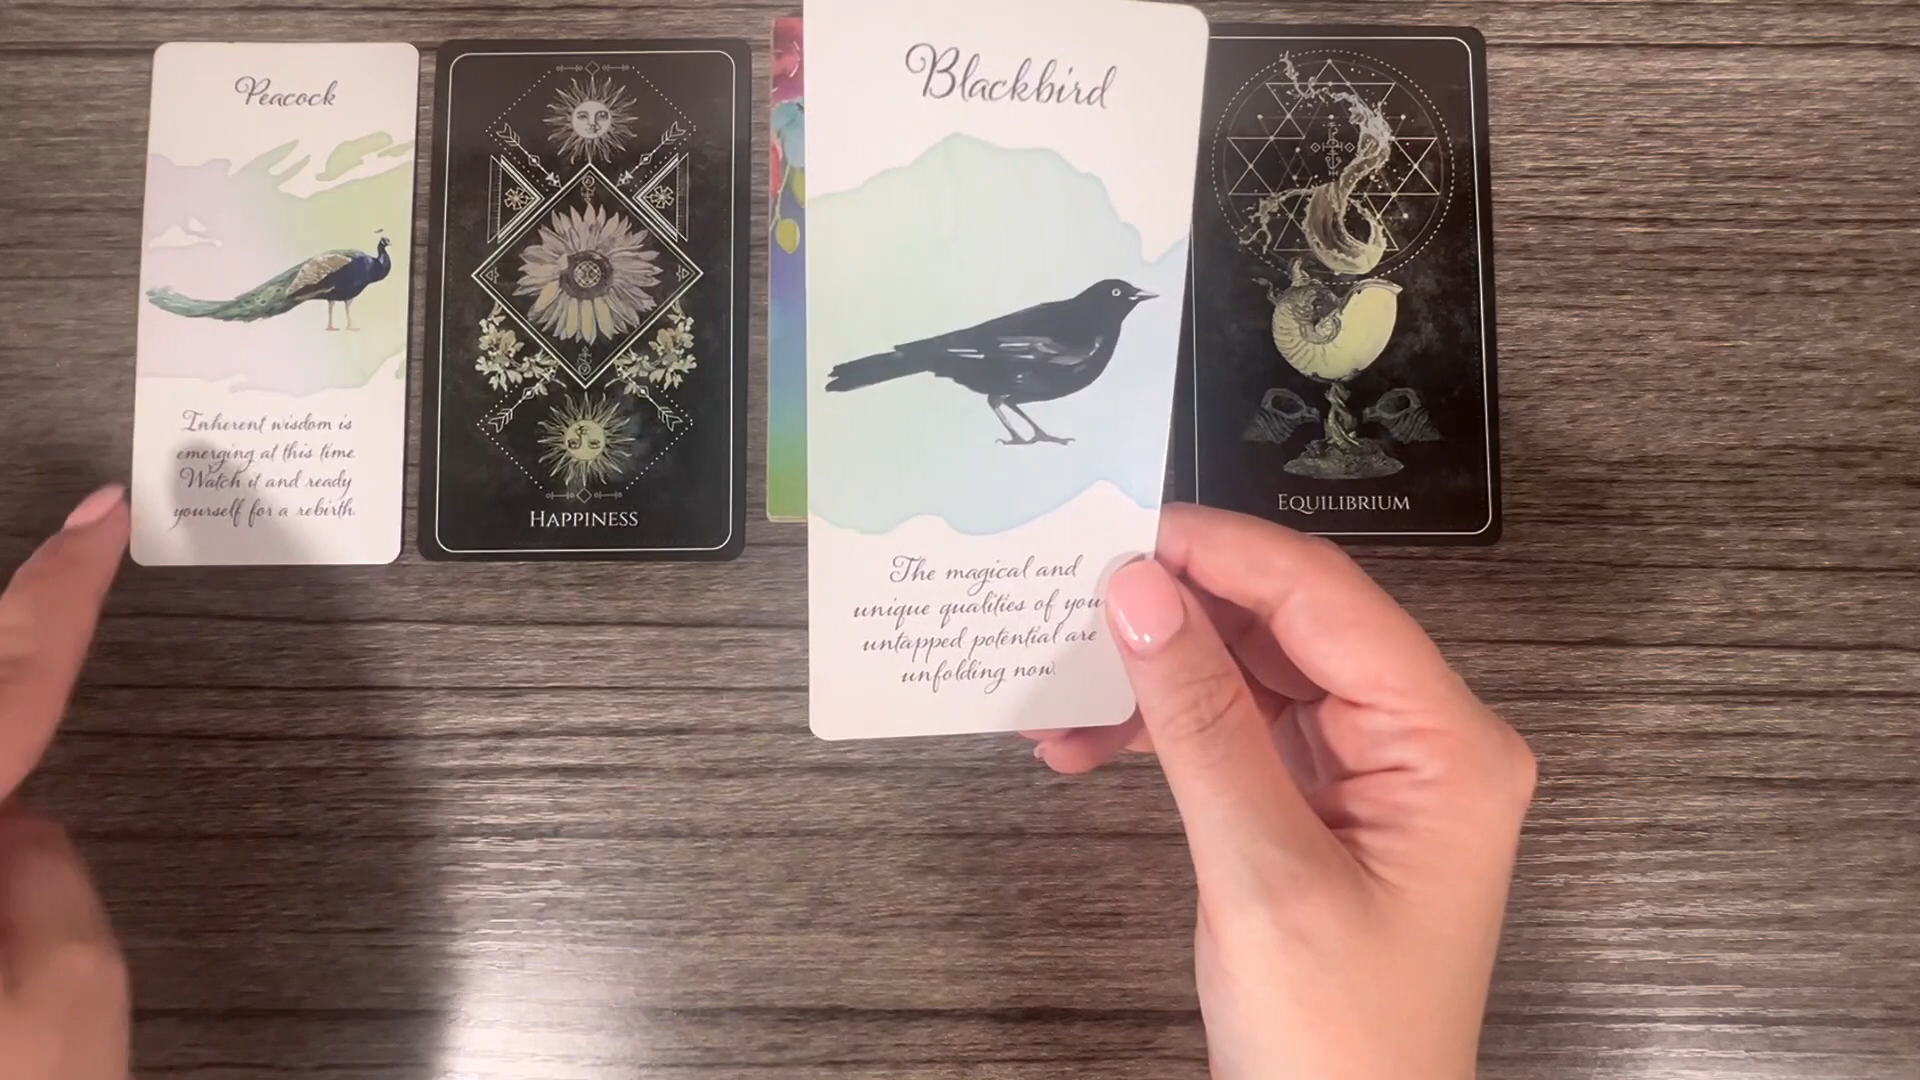 Peacock
Inherent wisdom is
emerging at this time
Watch it and ready
yourself for a rebirth
HAPPINESS
Blackbird
The magical and
unique qualities of your
untapped potential are
unfolding now.
EQUILIBRIUM